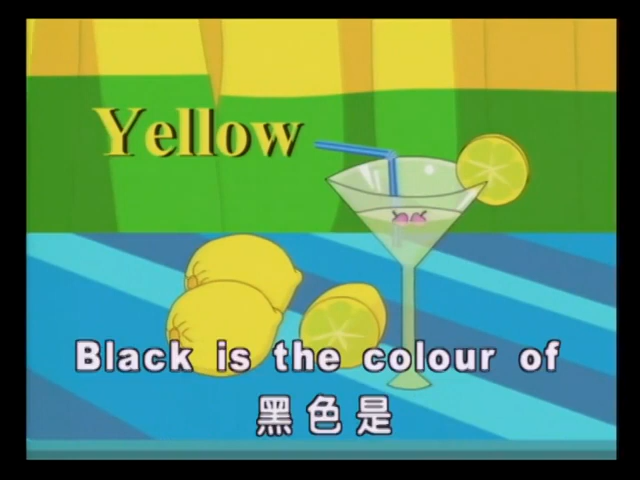 Yellow
Black is the colour of
黑色是